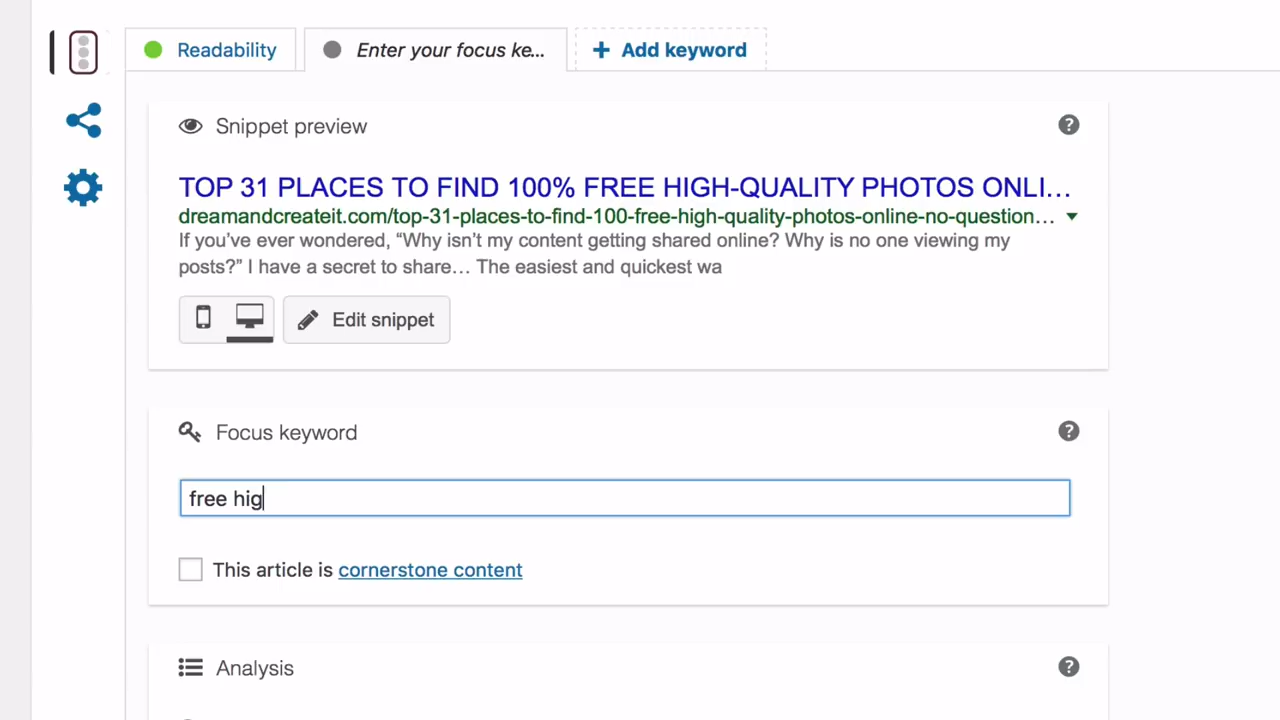 Readability
Enter your focus ke...
+ Add keyword
Snippet preview
?
TOP 31 PLACES TO FIND 100% FREE HIGH-QUALITY PHOTOS ONLI...
dreamandcreateit.com/top-31-places-to-find-100-free-high-quality-photos-online-no-question...
If you've ever wondered, “Why isn't my content getting shared online? Why is no one viewing my
posts?” I have a secret to share… The easiest and quickest wa
Edit snippet
Focus keyword
?
free hig
This article is cornerstone content
Analysis
?